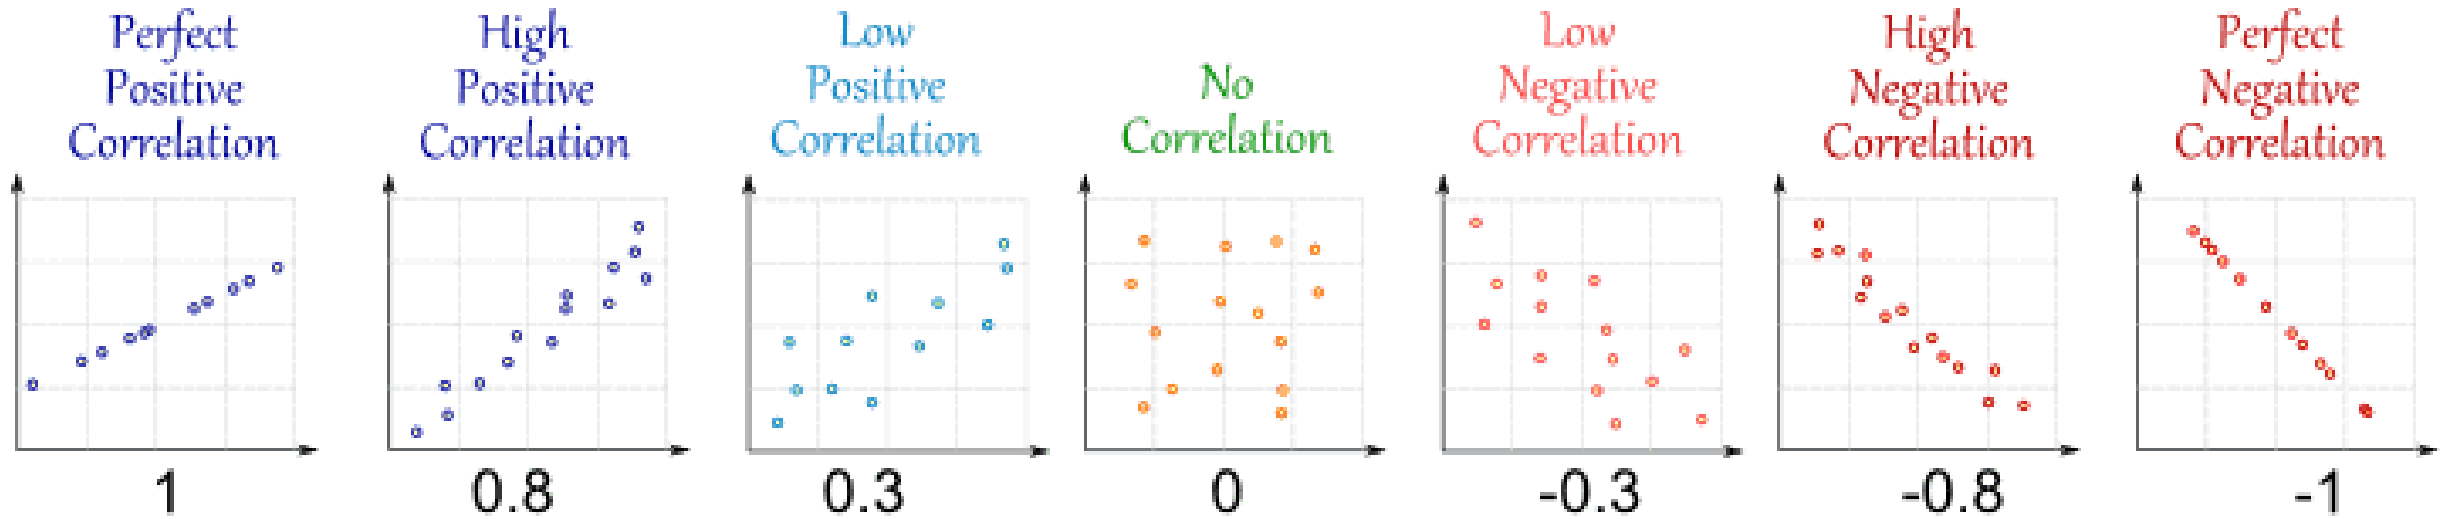 Perfect
Positive
Correlation
High
Positive
Correlation
Low
Positive
Correlation
No
Correlation
Low
Negative
Correlation
High
Negative
Correlation
Perfect
Negative
Correlation
1
0.8
0.3
0
-0.3
-0.8
-1